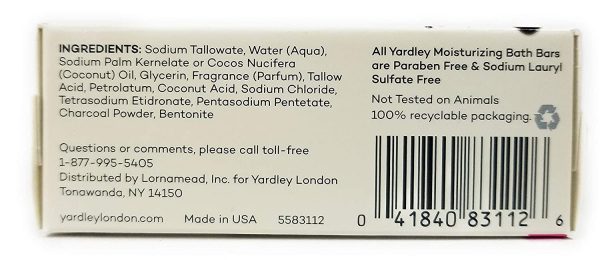 INGREDIENTS: Sodium Tallowate, Water (Aqua),
Sodium Palm Kernelate or Cocos Nucifera
(Coconut) Oil, Glycerin, Fragrance (Parfum), Tallow
Acid, Petrolatum, Coconut Acid, Sodium Chloride,
Tetrasodium Etidronate, Pentasodium Pentetate,
Charcoal Powder, Bentonite
Questions or comments, please call toll-free
1-877-995-5405
Distributed by Lornamead, Inc. for Yardley London
Tonawanda, NY 14150
yardleylondon.com Made in USA 5583112
All Yardley Moisturizing Bath Bars
are Paraben Free & Sodium Lauryl
Sulfate Free
Not Tested on Animals
100% recyclable packaging.
0 41840 83112 6